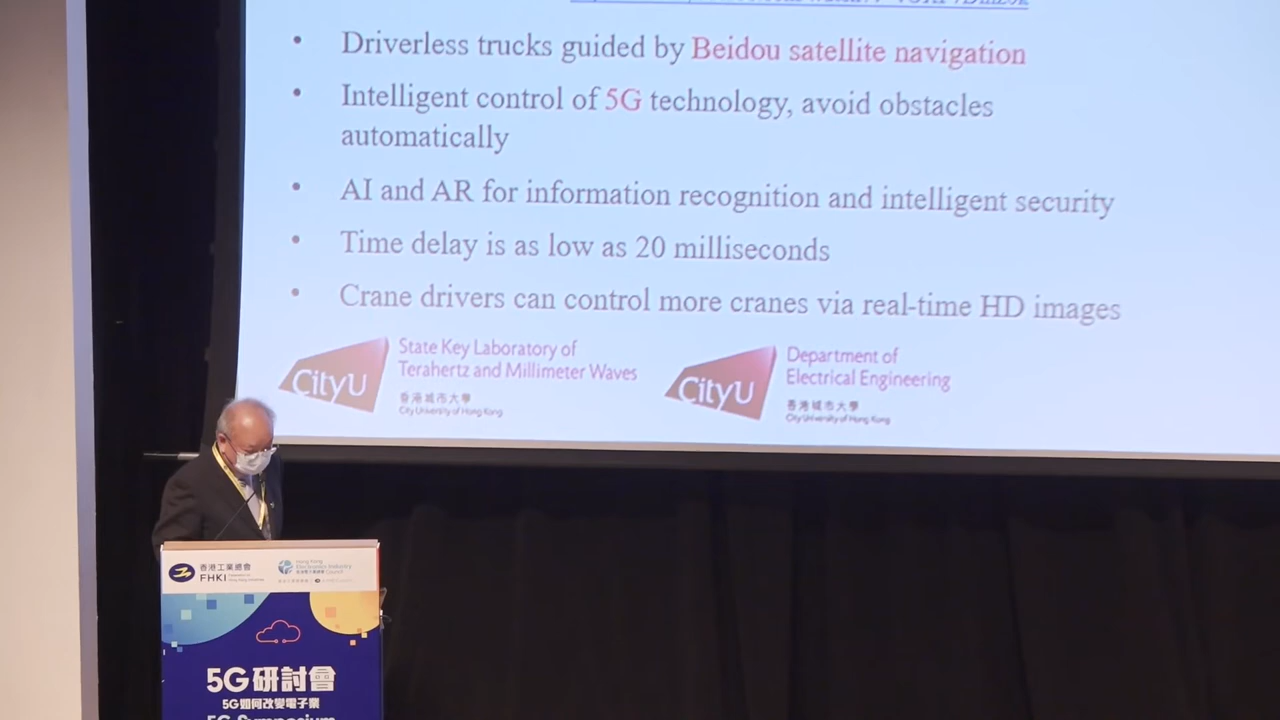 Driverless trucks guided by Beidou satellite navigation
Intelligent control of 5G technology, avoid obstacles
automatically
AI and AR for information recognition and intelligent security
Time delay is as low as 20 milliseconds
Crane drivers can control more cranes via real-time HD images
CityU
State Key Laboratory of
Terahertz and Millimeter Waves
香港城市大學
City University of Hong Kong
CityU
Department of
Electrical Engineering
香港城市大學
City University of Hong Kong
香港工業總會
FHKI
Hong Kong
Electronics Industry
Council
5G研討會
5G如何改變電子業
5G Symposium